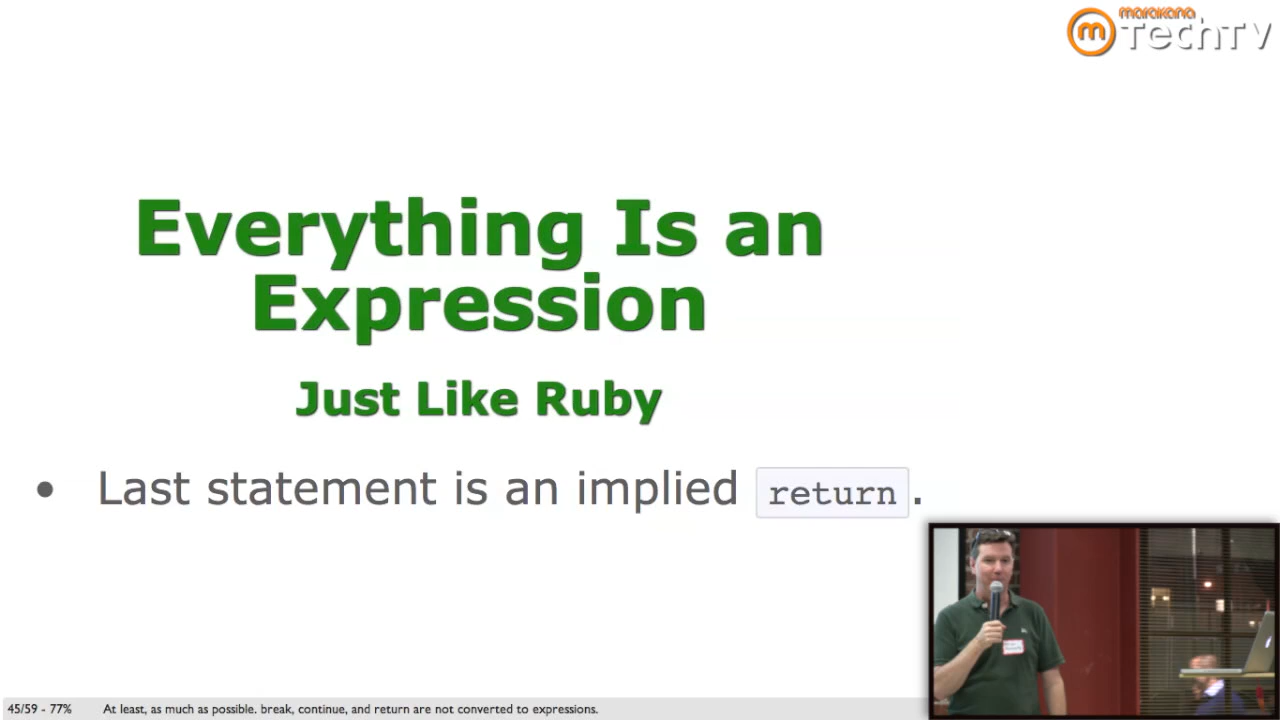 marakana
TechTV
Everything Is an
Expression
Just Like Ruby
• Last statement is an implied return.
45/59 - 77% At least, as much as possible. break, continue, and return are not converted to expressions.